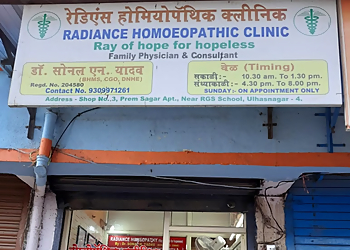 रेडिएंस होमियोपॅथिक क्लीनिक
RADIANCE HOMOEOPATHIC CLINIC
Ray of hope for hopeless
Family Physician & Consultant
डॉ. सोनल एन. यादव
(BHMS, CGO, DNHE)
Regd. No. 204580
Contact No. 9309971261
वेळ (Timing)
सकाळी:- 10.30 am. To 1.30 pm.
संध्याकाळी:- 4.30 pm. To 8.00 pm.
SUNDAY:- ON APPOINTMENT ONLY
Address - Shop No..3, Prem Sagar Apt., Near RGS School, Ulhasnagar - 4.
RADIANCE HOMOEOPATHY